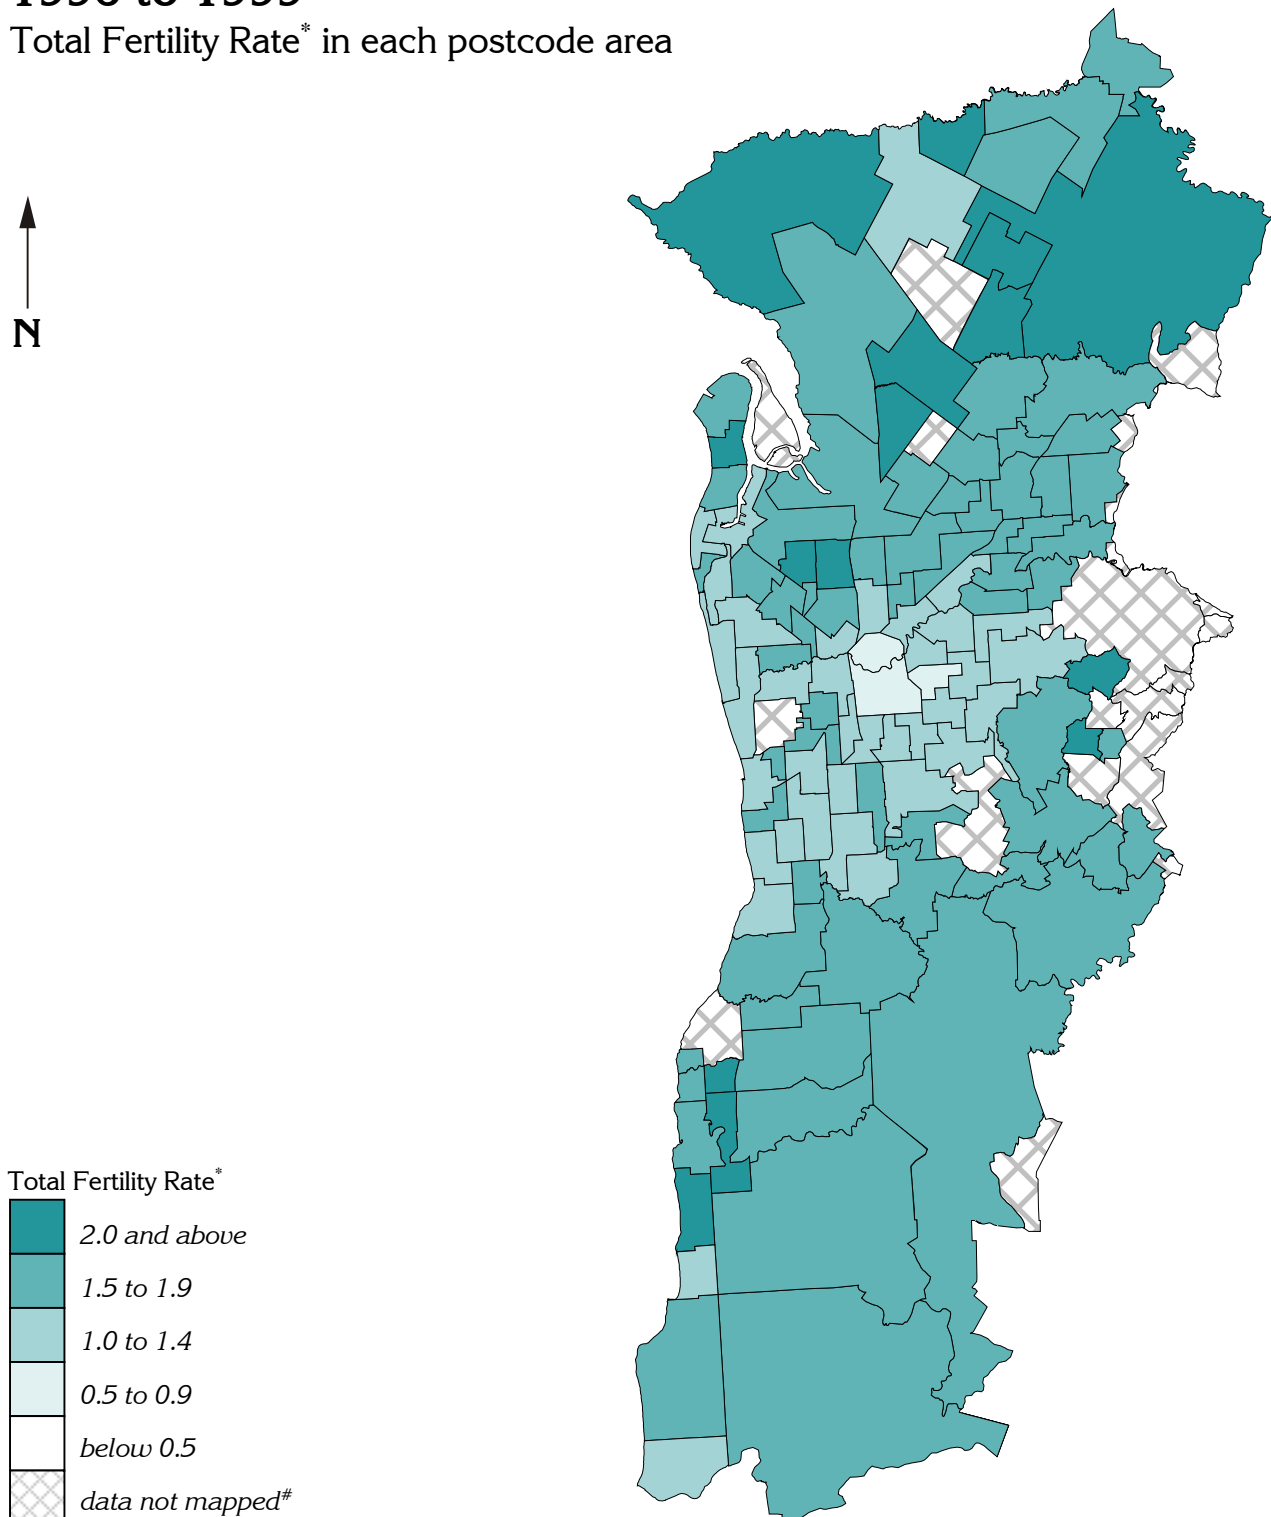 Total Fertility Rate* in each postcode area
N
Total Fertility Rate*
2.0 and above
1.5 to 1.9
1.0 to 1.4
0.5 to 0.9
below 0.5
data not mapped#